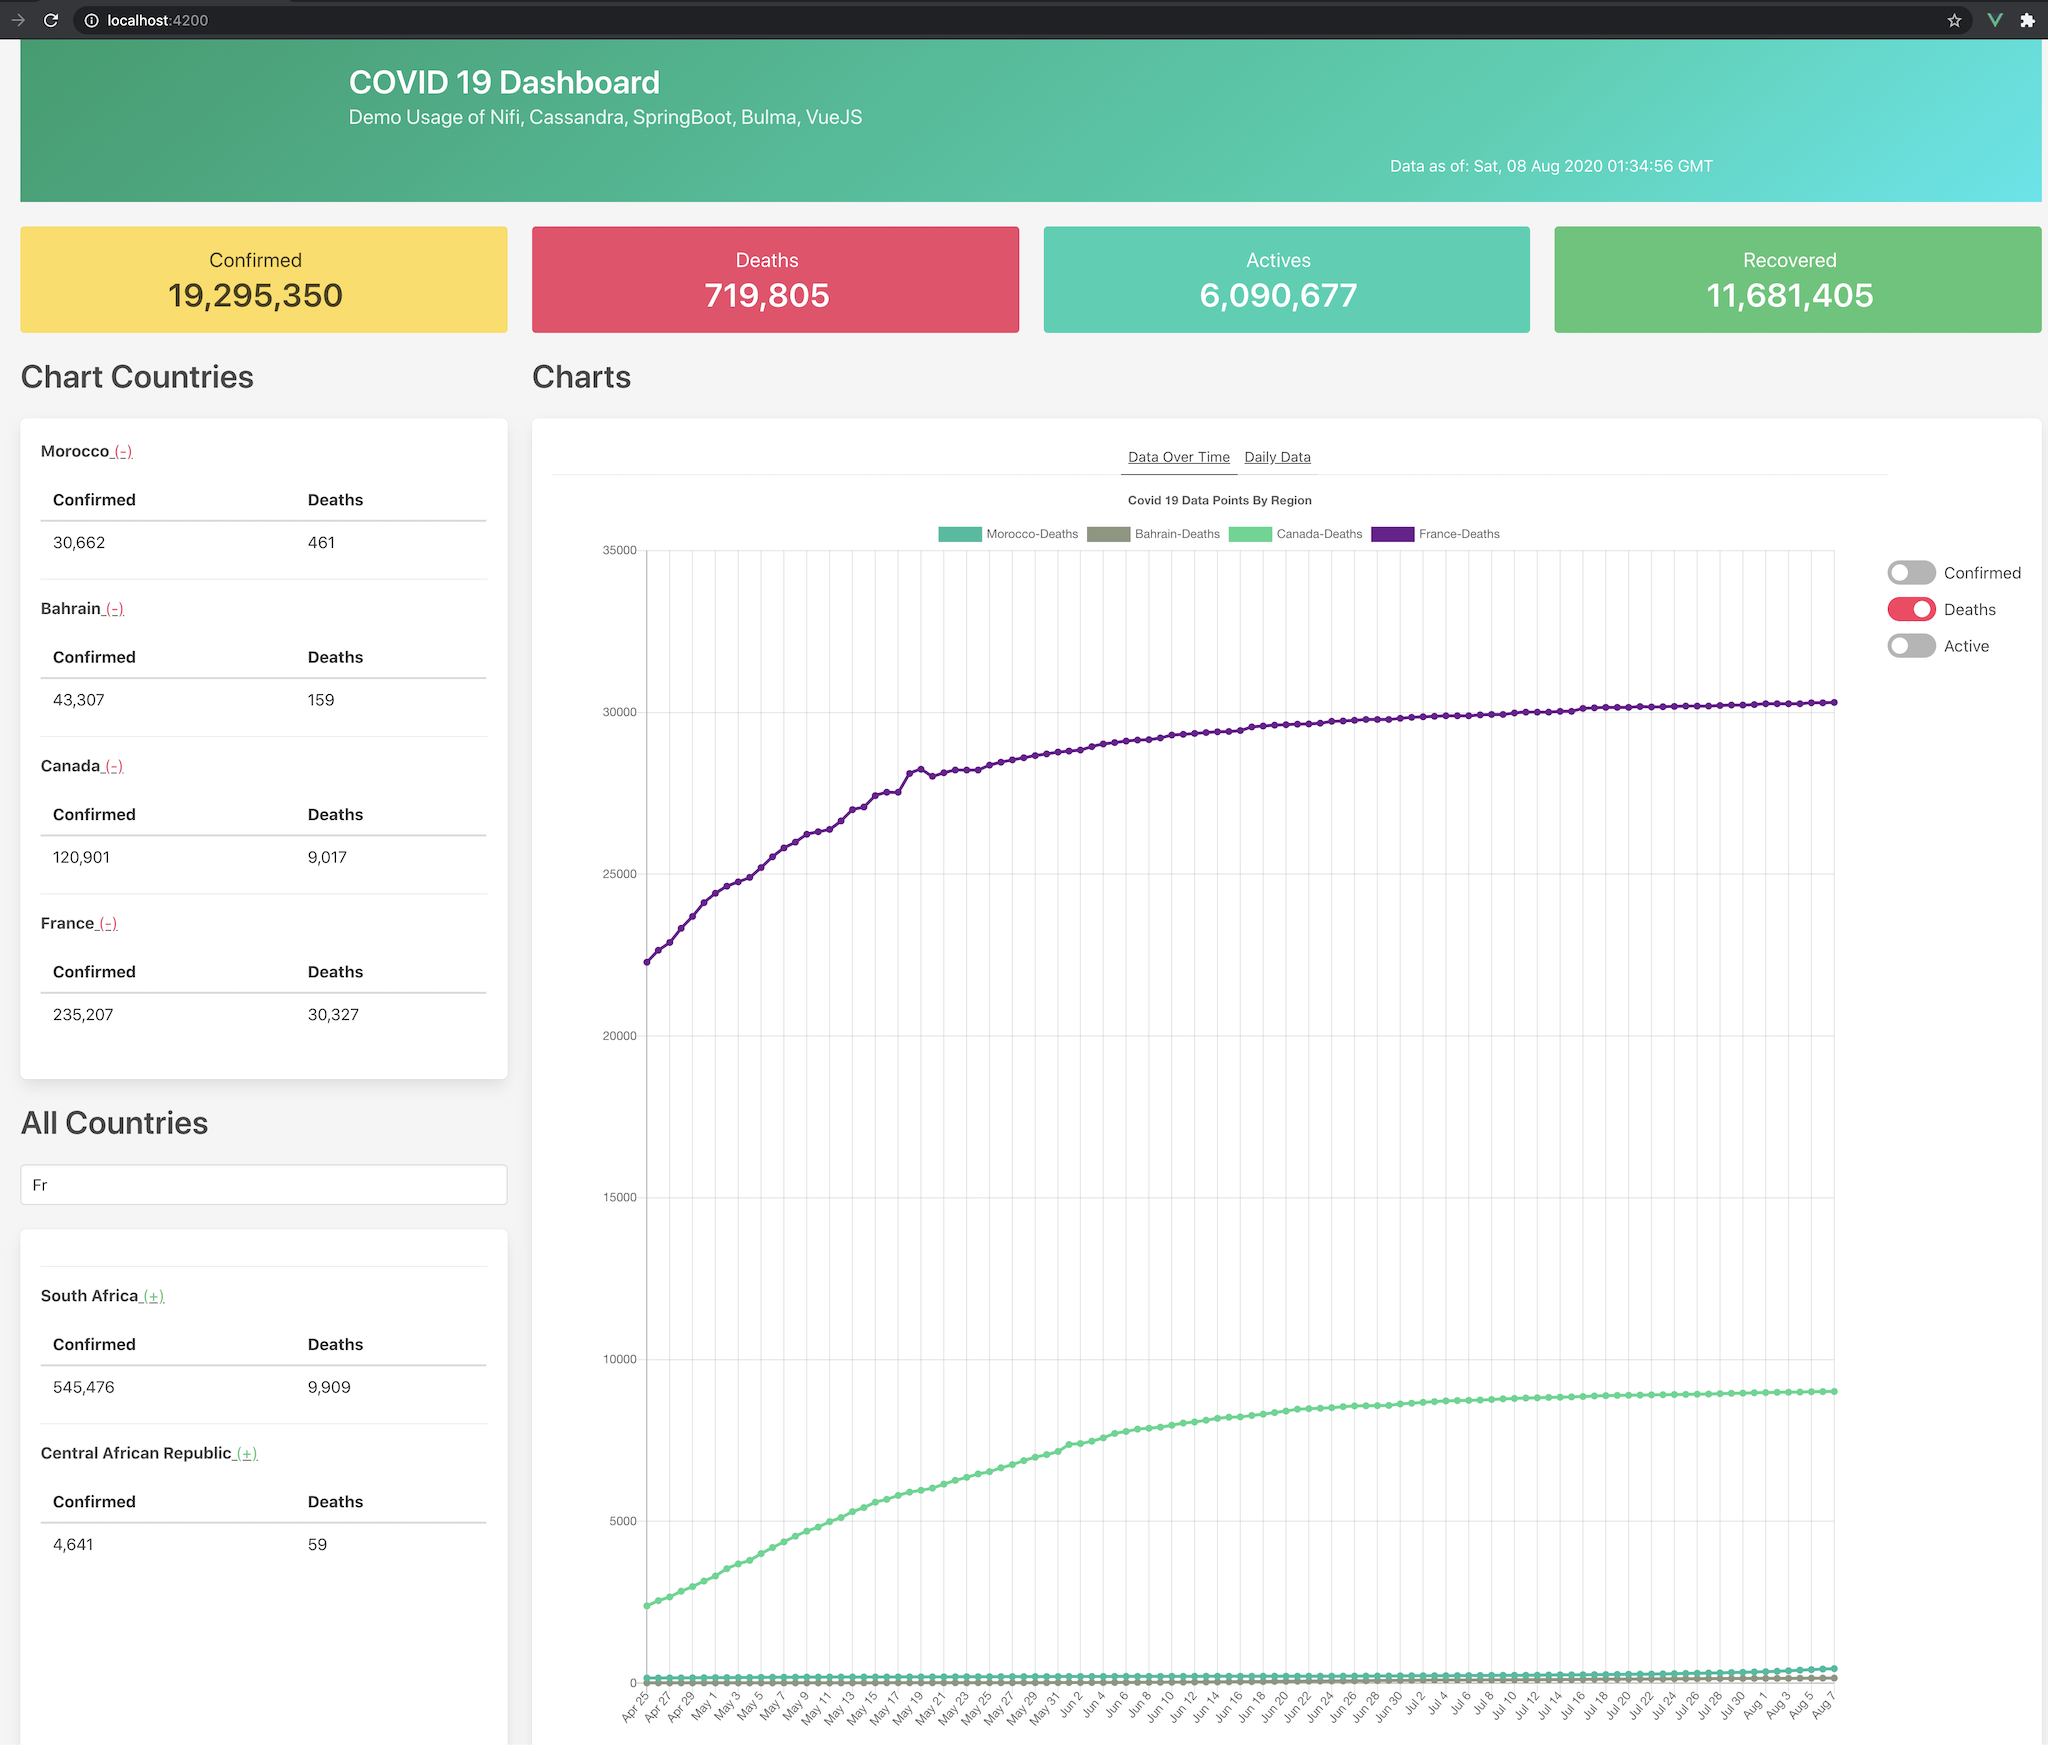 localhost:4200
COVID 19 Dashboard
Demo Usage of Nifi, Cassandra, SpringBoot, Bulma, VueJS
Data as of: Sat, 08 Aug 2020 01:34:56 GMT
Confirmed
19,295,350
Deaths
719,805
Actives
6,090,677
Recovered
11,681,405
Chart Countries
Morocco (-)
Confirmed Deaths
30,662 461
Bahrain (-)
Confirmed Deaths
43,307 159
Canada (-)
Confirmed Deaths
120,901 9,017
France (-)
Confirmed Deaths
235,207 30,327
All Countries
Fr
South Africa (+)
Confirmed Deaths
545,476 9,909
Central African Republic (+)
Confirmed Deaths
4,641 59
Charts
Data Over Time Daily Data
Covid 19 Data Points By Region
Morocco-Deaths Bahrain-Deaths Canada-Deaths France-Deaths
Confirmed
Deaths
Active
35000
30000
25000
20000
15000
10000
5000
0
Apr 25 Apr 27 Apr 29 May 1 May 3 May 5 May 7 May 9 May 11 May 13 May 15 May 17 May 19 May 21 May 23 May 25 May 27 May 29 May 31 Jun 2 Jun 4 Jun 6 Jun 8 Jun 10 Jun 12 Jun 14 Jun 16 Jun 18 Jun 20 Jun 22 Jun 24 Jun 26 Jun 28 Jun 30 Jul 2 Jul 4 Jul 6 Jul 8 Jul 10 Jul 12 Jul 14 Jul 16 Jul 18 Jul 20 Jul 22 Jul 24 Jul 26 Jul 28 Jul 30 Aug 1 Aug 3 Aug 5 Aug 7